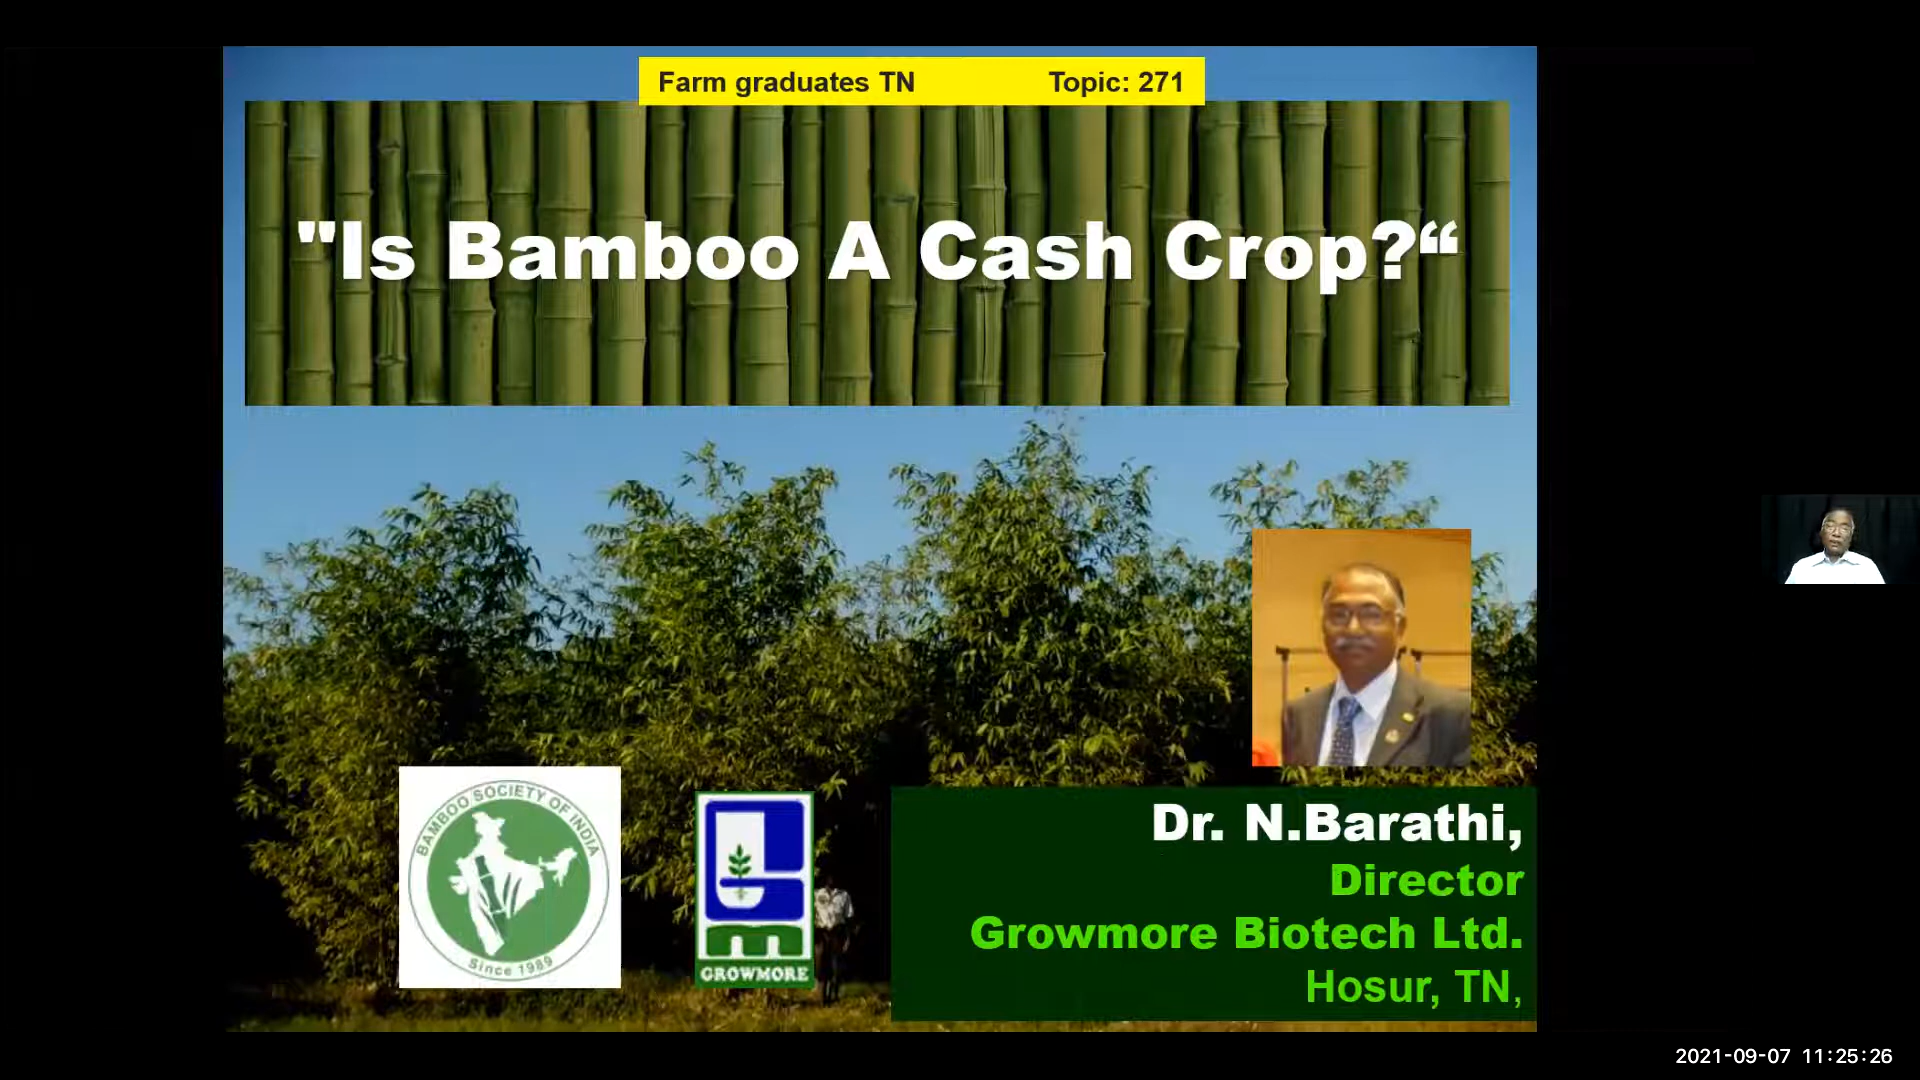 Farm graduates TN Topic: 271
"Is Bamboo A Cash Crop?“
BAMBOO SOCIETY OF INDIA
Since 1989
GROWMORE
Dr. N.Barathi,
Director
Growmore Biotech Ltd.
Hosur, TN,
2021-09-07 11:25:26